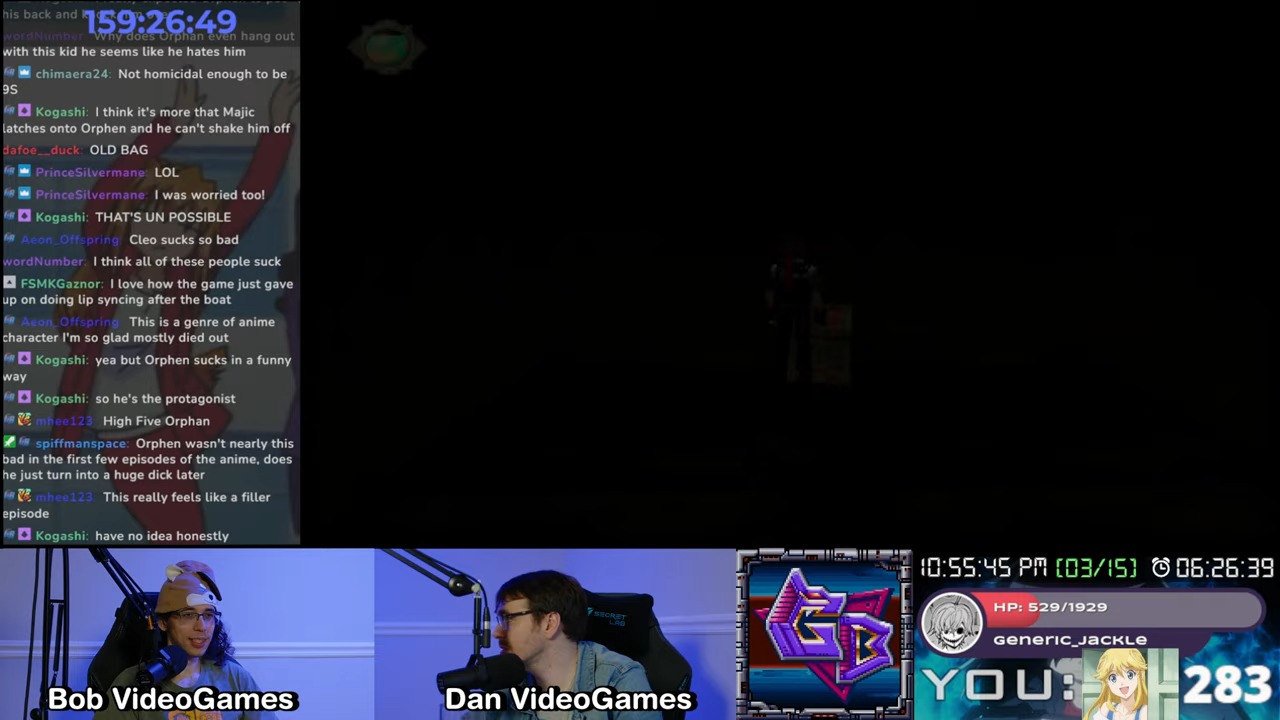 his back and
159:26:49
wordNumber: Why does Orphan even hang out
with this kid he seems like he hates him
chimaera24: Not homicidal enough to be
9S
Kogashi: I think it's more that Majic
latches onto Orphen and he can't shake him off
dafoe__duck: OLD BAG
PrinceSilvermane: LOL
PrinceSilvermane: I was worried too!
Kogashi: THAT'S UN POSSIBLE
Aeon_Offspring: Cleo sucks so bad
wordNumber: I think all of these people suck
FSMKGaznor: I love how the game just gave
up on doing lip syncing after the boat
Aeon_Offspring: This is a genre of anime
character I'm so glad mostly died out
Kogashi: yea but Orphen sucks in a funny
way
Kogashi: so he's the protagonist
mhee123: High Five Orphan
spiffmanspace: Orphen wasn't nearly this
bad in the first few episodes of the anime, does
he just turn into a huge dick later
mhee123: This really feels like a filler
episode
Kogashi: have no idea honestly
SECRET
LAB
Bob VideoGames
Dan VideoGames
GB
10:55:45 PM [03/15] 06:26:39
HP: 529/1929
Generic_Jackle
YOU: 283